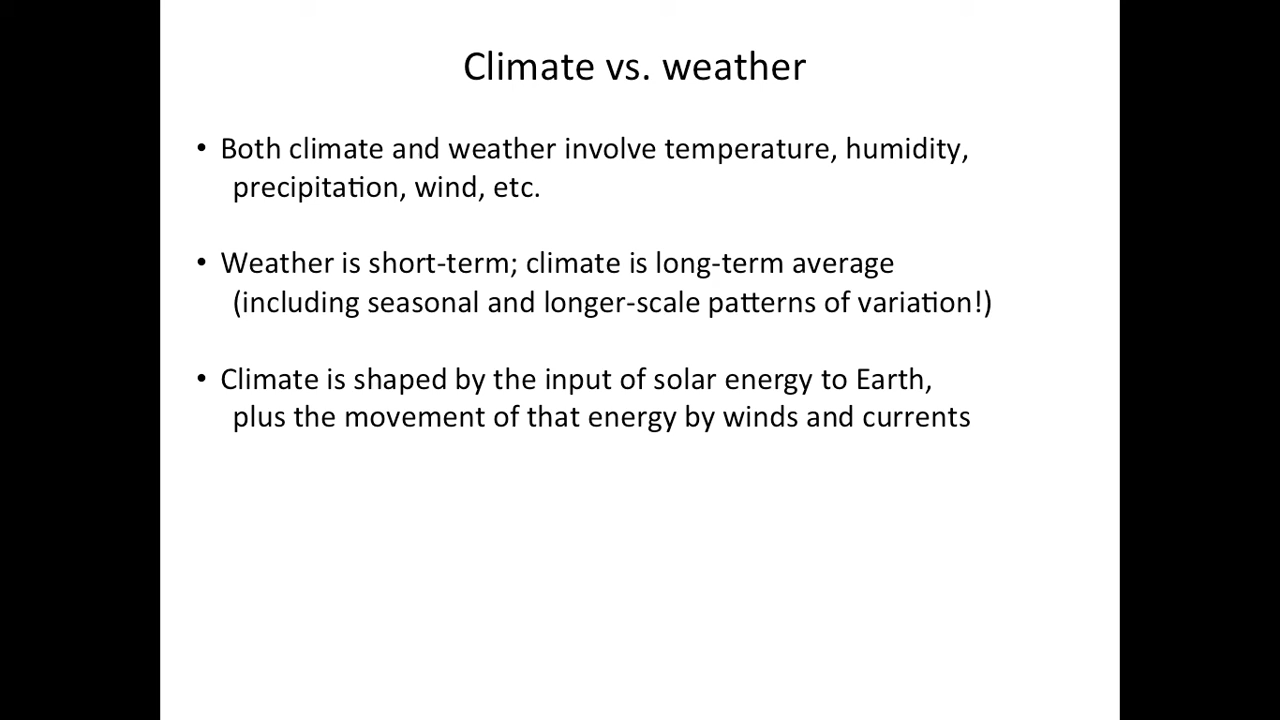 Climate vs. weather
• Both climate and weather involve temperature, humidity,
precipitation, wind, etc.
• Weather is short-term; climate is long-term average
(including seasonal and longer-scale patterns of variation!)
• Climate is shaped by the input of solar energy to Earth,
plus the movement of that energy by winds and currents